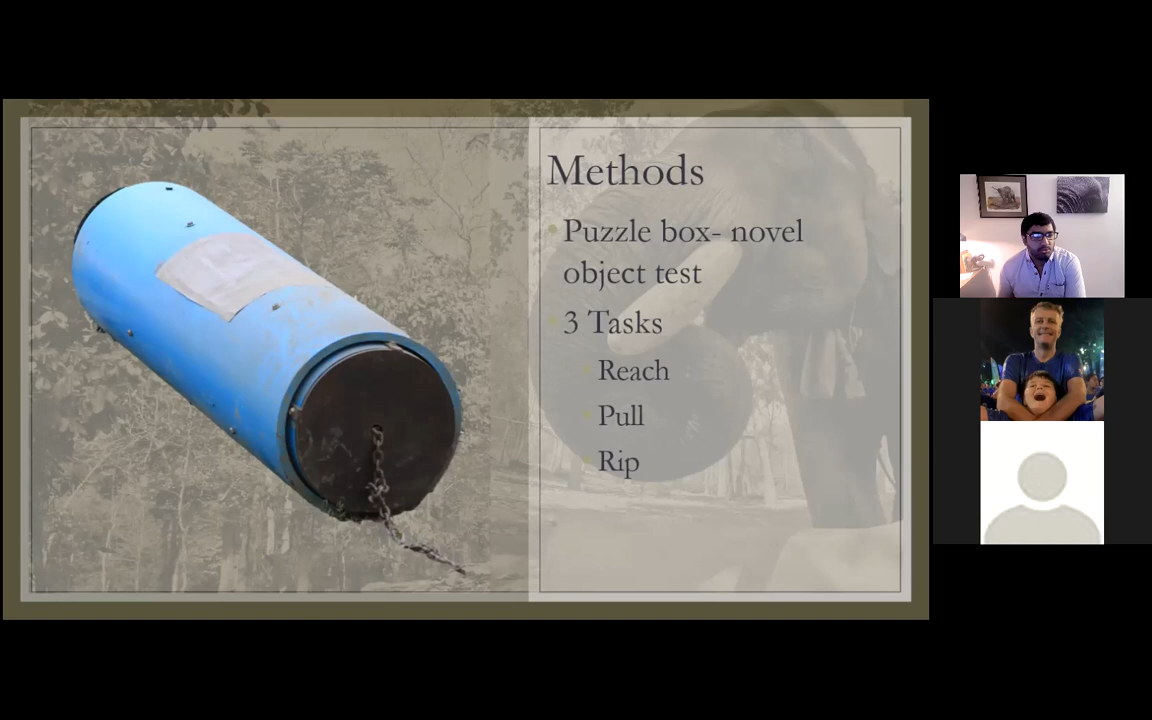 Methods
Puzzle box- novel
object test
3 Tasks
Reach
Pull
Rip